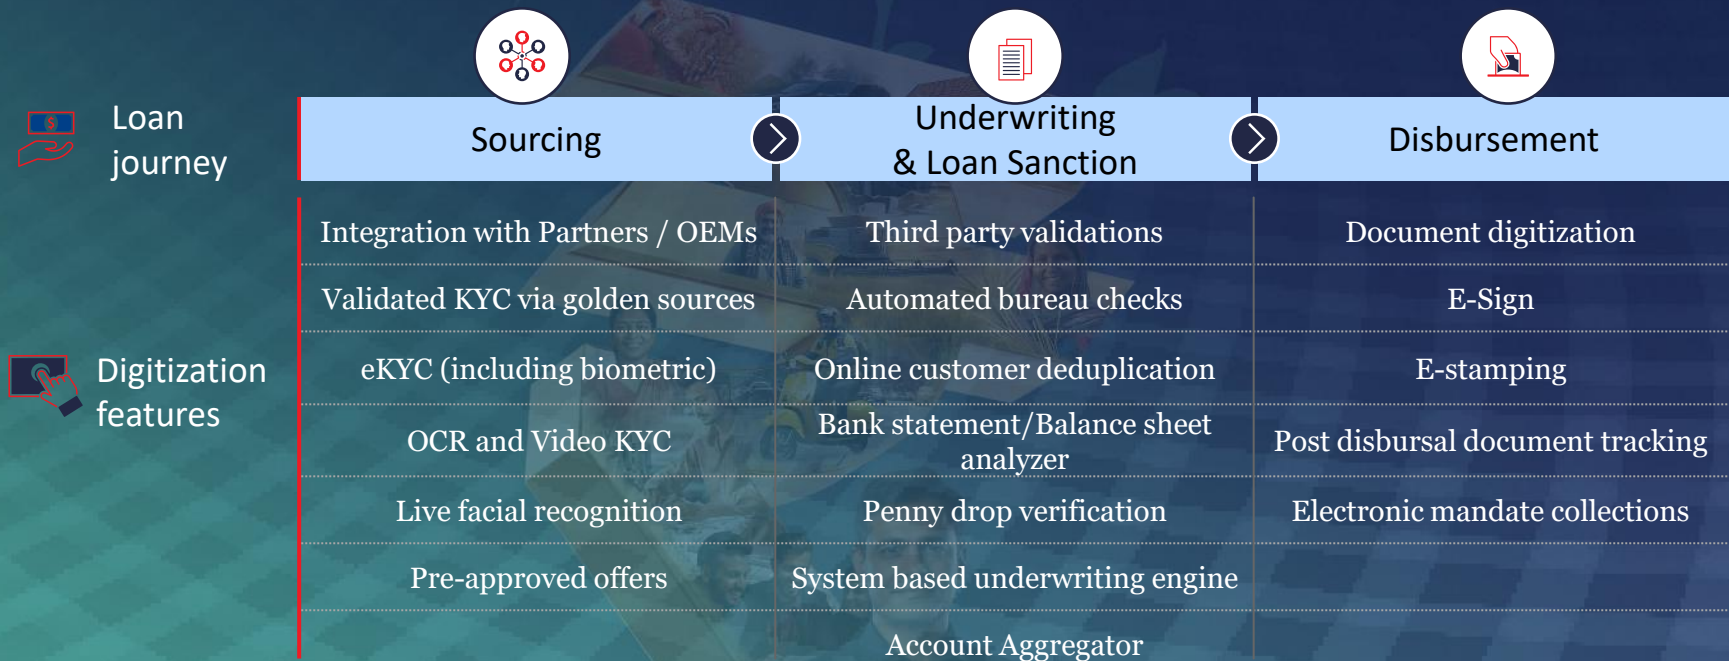 Loan
journey
Sourcing
Underwriting
& Loan Sanction
Disbursement
Digitization
features
Integration with Partners / OEMs
Third party validations
Document digitization
Validated KYC via golden sources
Automated bureau checks
E-Sign
eKYC (including biometric)
Online customer deduplication
E-stamping
OCR and Video KYC
Bank statement/Balance sheet
analyzer
Post disbursal document tracking
Live facial recognition
Penny drop verification
Electronic mandate collections
Pre-approved offers
System based underwriting engine
Account Aggregator